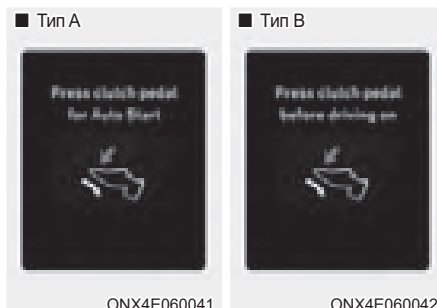 ■ Тип A
Press clutch pedal
for Auto Start
ONX4E060041
■ Тип B
Press clutch pedal
before driving on
ONX4E060042